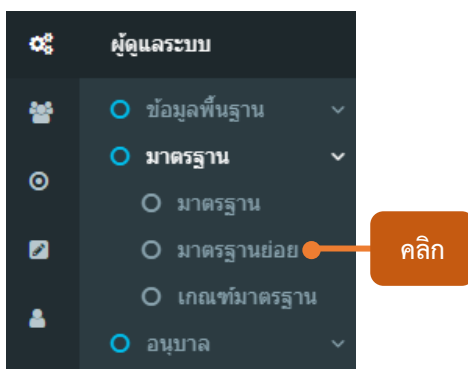 ผู้ดูแลระบบ
ข้อมูลพื้นฐาน
มาตรฐาน
มาตรฐาน
มาตรฐานย่อย
คลิก
เกณฑ์มาตรฐาน
อนุบาล